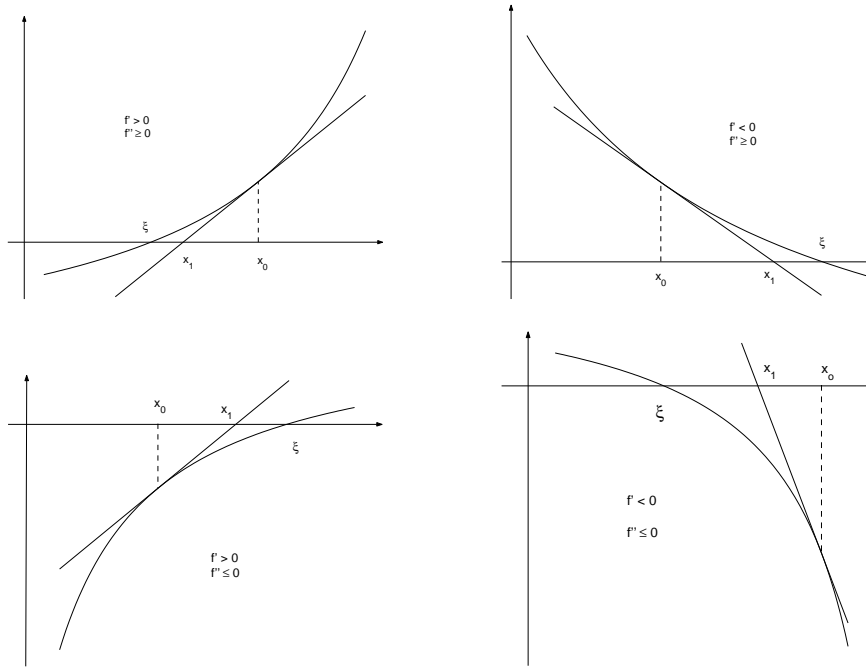 f' > 0
f'' ≥ 0
ξ
x₁
x₀
f' < 0
f'' ≥ 0
ξ
x₀
x₁
x₀
x₁
ξ
f' > 0
f'' ≤ 0
x₁
xₒ
ξ
f' < 0
f'' ≤ 0